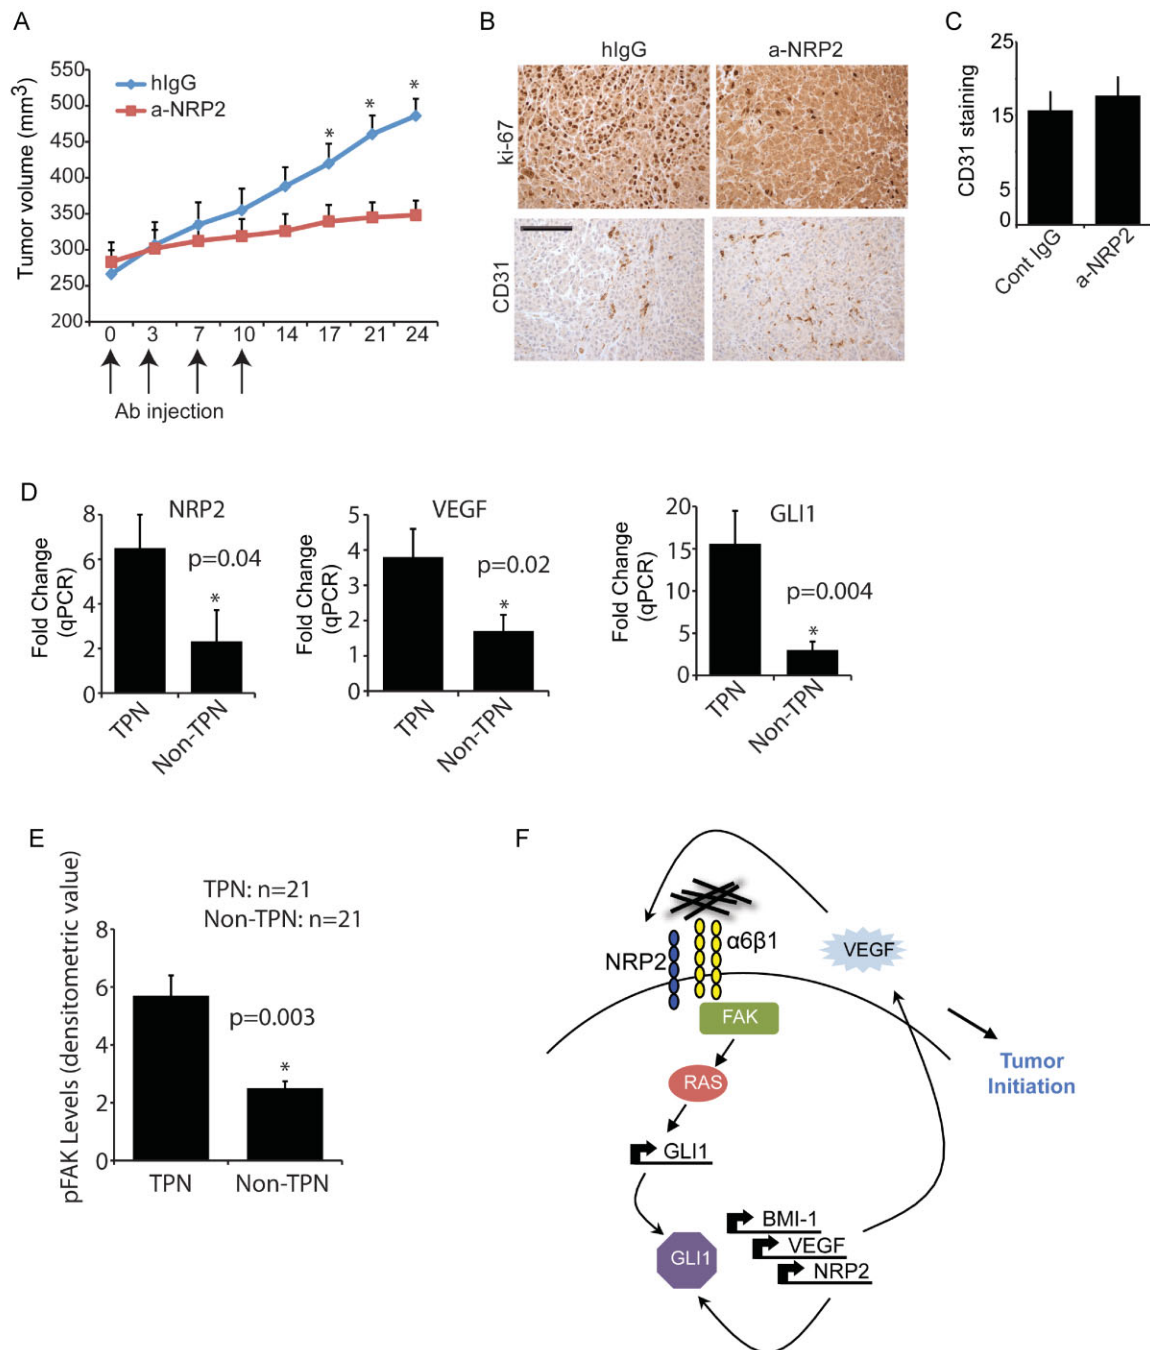 A
Tumor volume (mm³)
550
500
450
400
350
300
250
200
hIgG
a-NRP2
* * *
0 3 7 10 14 17 21 24
Ab injection
B
hIgG a-NRP2
ki-67
CD31
C
CD31 staining
25
15
5
0
Cont IgG
a-NRP2
D
Fold Change
(qPCR)
8
6
4
2
0
NRP2
p=0.04
*
TPN
Non-TPN
Fold Change
(qPCR)
5
4
3
2
1
0
VEGF
p=0.02
*
TPN
Non-TPN
Fold Change
(qPCR)
20
15
10
5
0
GLI1
p=0.004
*
TPN
Non-TPN
E
pFAK Levels (densitometric value)
TPN: n=21
Non-TPN: n=21
8
6
4
2
0
p=0.003
*
TPN Non-TPN
F
NRP2
α6β1
VEGF
FAK
RAS
Tumor
Initiation
GLI1
GLI1
BMI-1
VEGF
NRP2